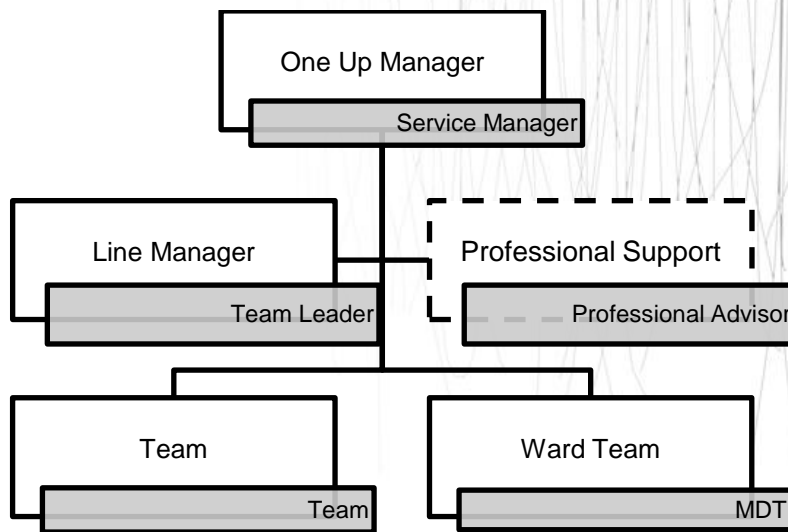 One Up Manager
Service Manager
Line Manager
Team Leader
Professional Support
Professional Advisor
Team
Team
Ward Team
MDT